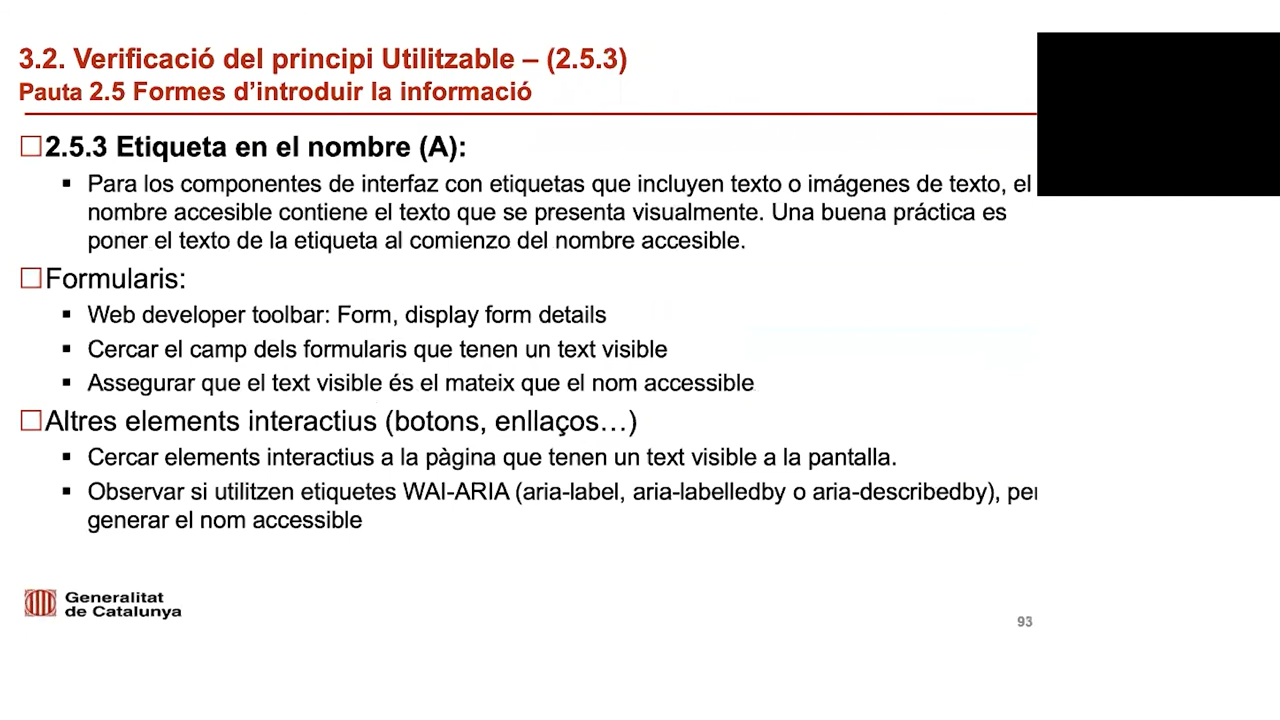 3.2. Verificació del principi Utilitzable – (2.5.3)
Pauta 2.5 Formes d’introduir la informació
2.5.3 Etiqueta en el nombre (A):
Para los componentes de interfaz con etiquetas que incluyen texto o imágenes de texto, el
nombre accesible contiene el texto que se presenta visualmente. Una buena práctica es
poner el texto de la etiqueta al comienzo del nombre accesible.
Formularis:
Web developer toolbar: Form, display form details
Cercar el camp dels formularis que tenen un text visible
Assegurar que el text visible és el mateix que el nom accessible
Altres elements interactius (botons, enllaços…)
Cercar elements interactius a la pàgina que tenen un text visible a la pantalla.
Observar si utilitzen etiquetes WAI-ARIA (aria-label, aria-labelledby o aria-describedby), per
generar el nom accessible
Generalitat
de Catalunya
93